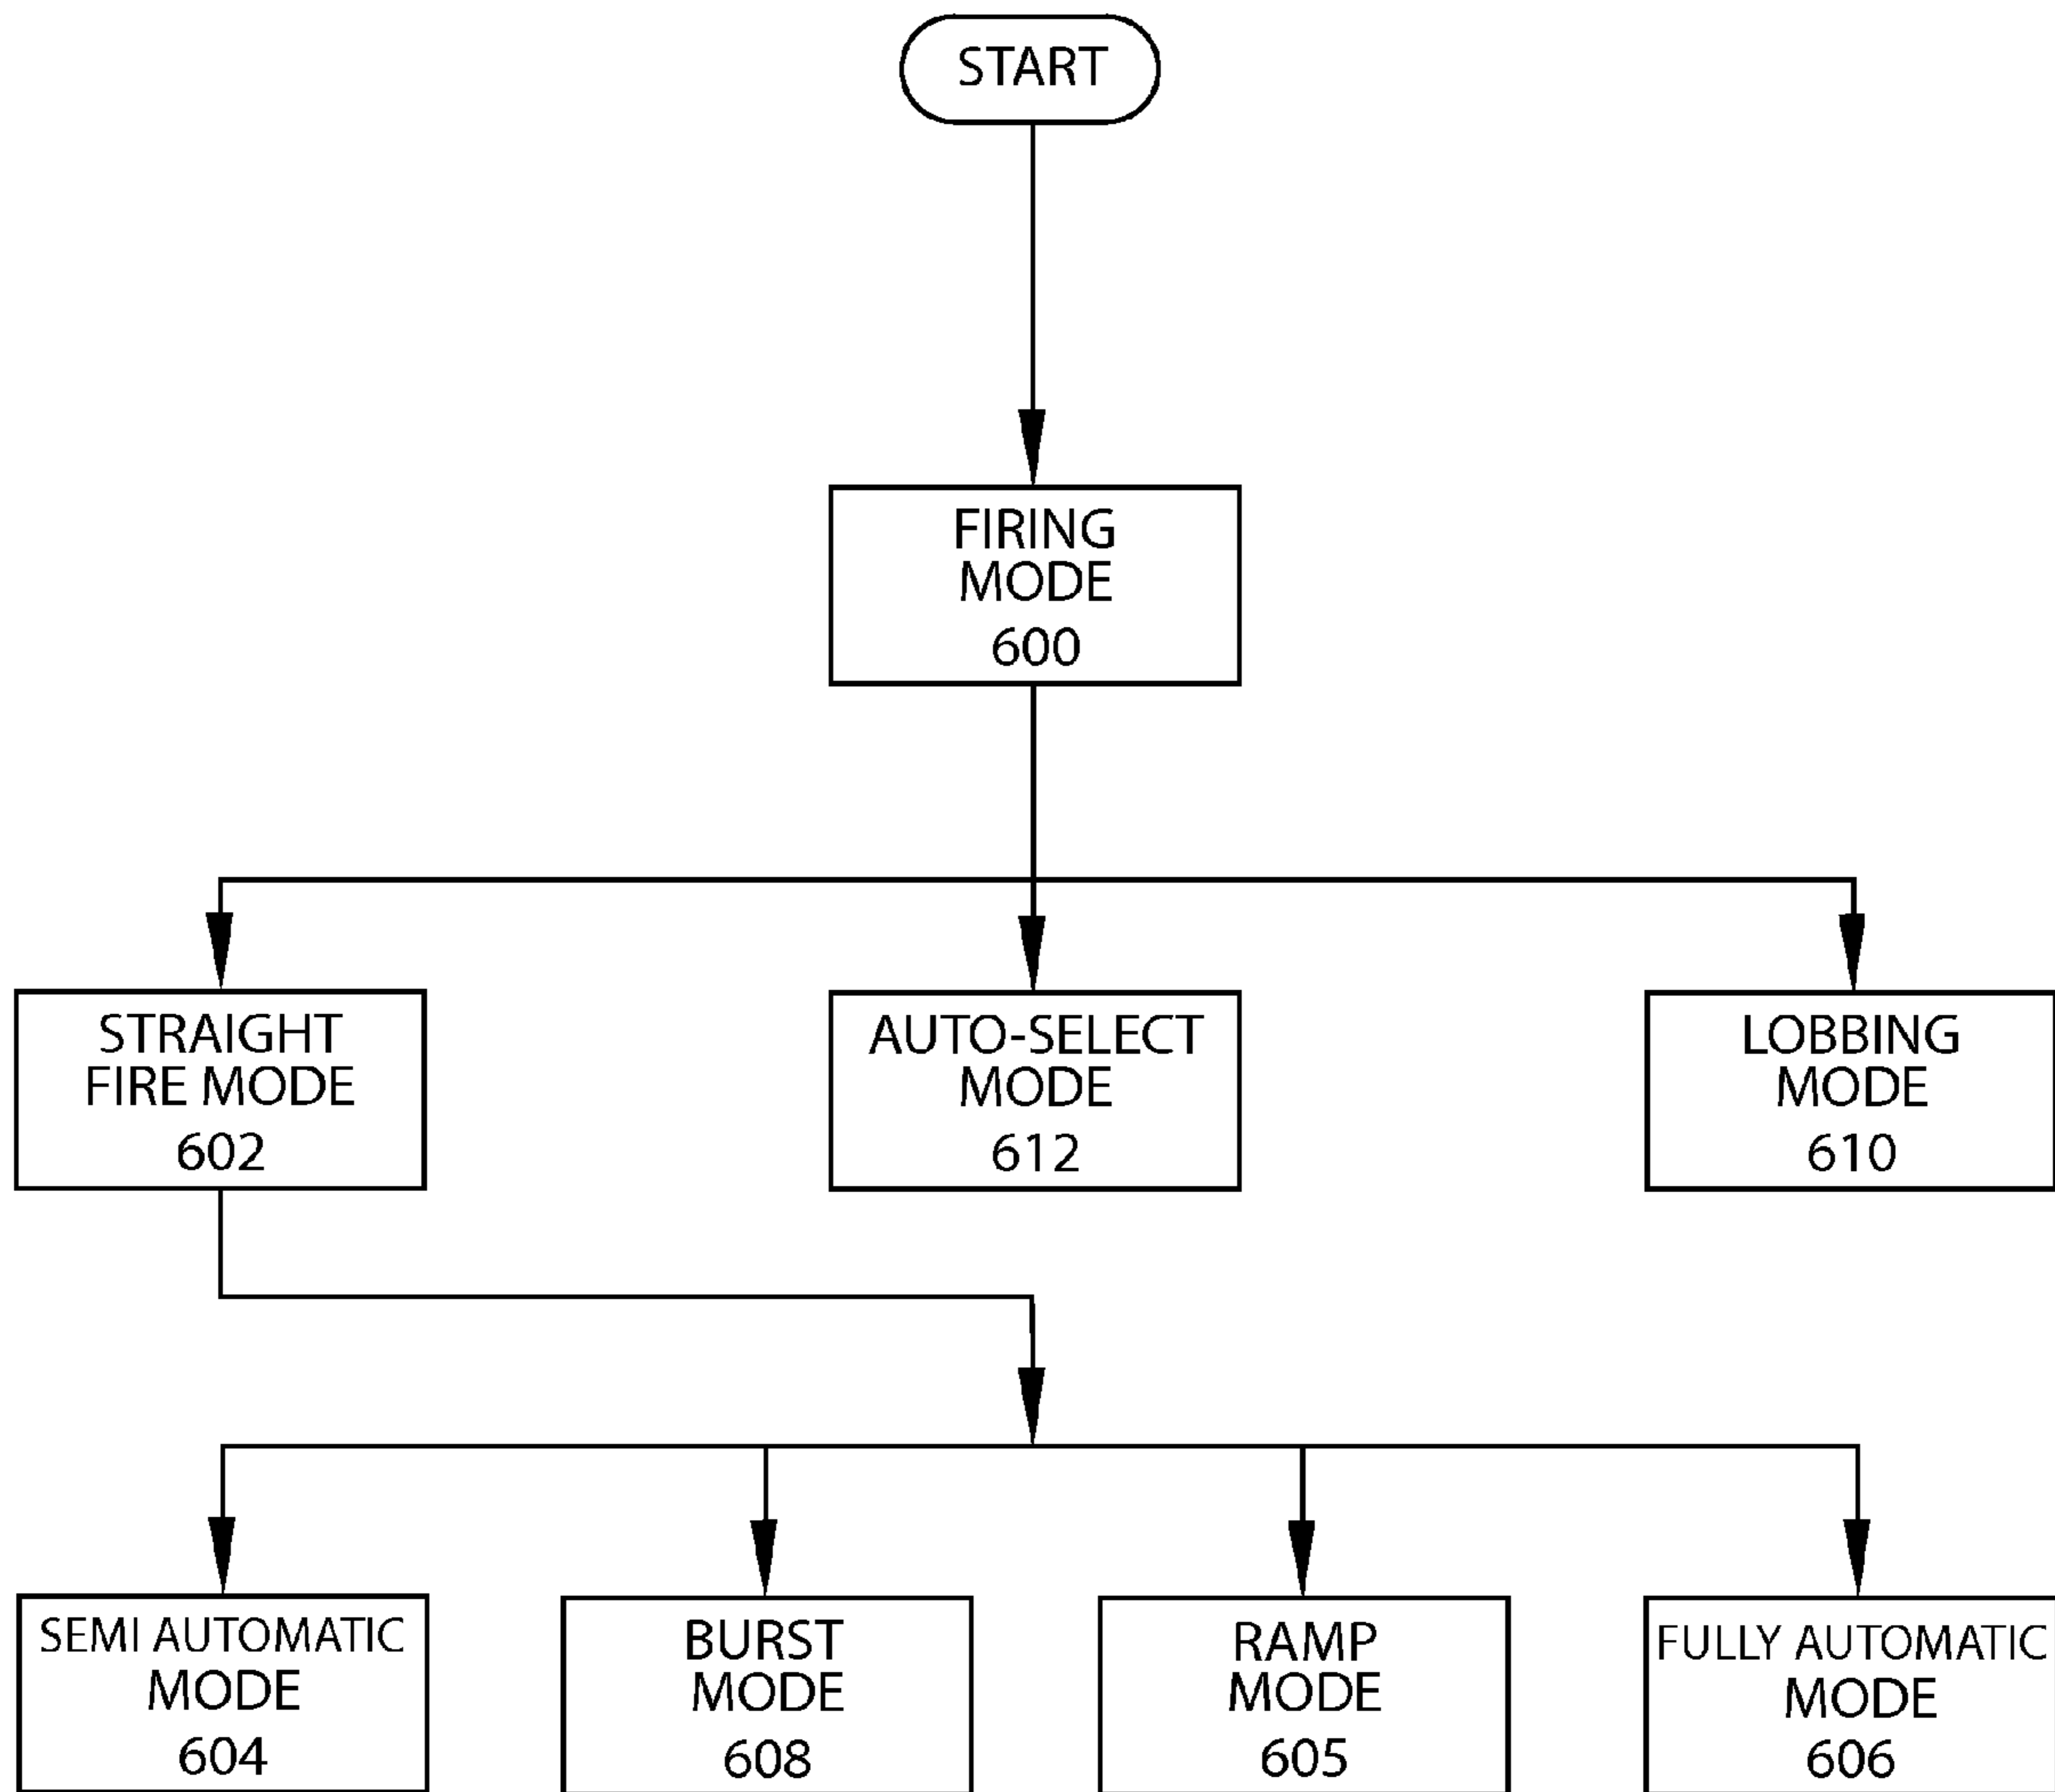 START
FIRING
MODE
600
STRAIGHT
FIRE MODE
602
AUTO-SELECT
MODE
612
LOBBING
MODE
610
SEMI AUTOMATIC
MODE
604
BURST
MODE
608
RAMP
MODE
605
FULLY AUTOMATIC
MODE
606